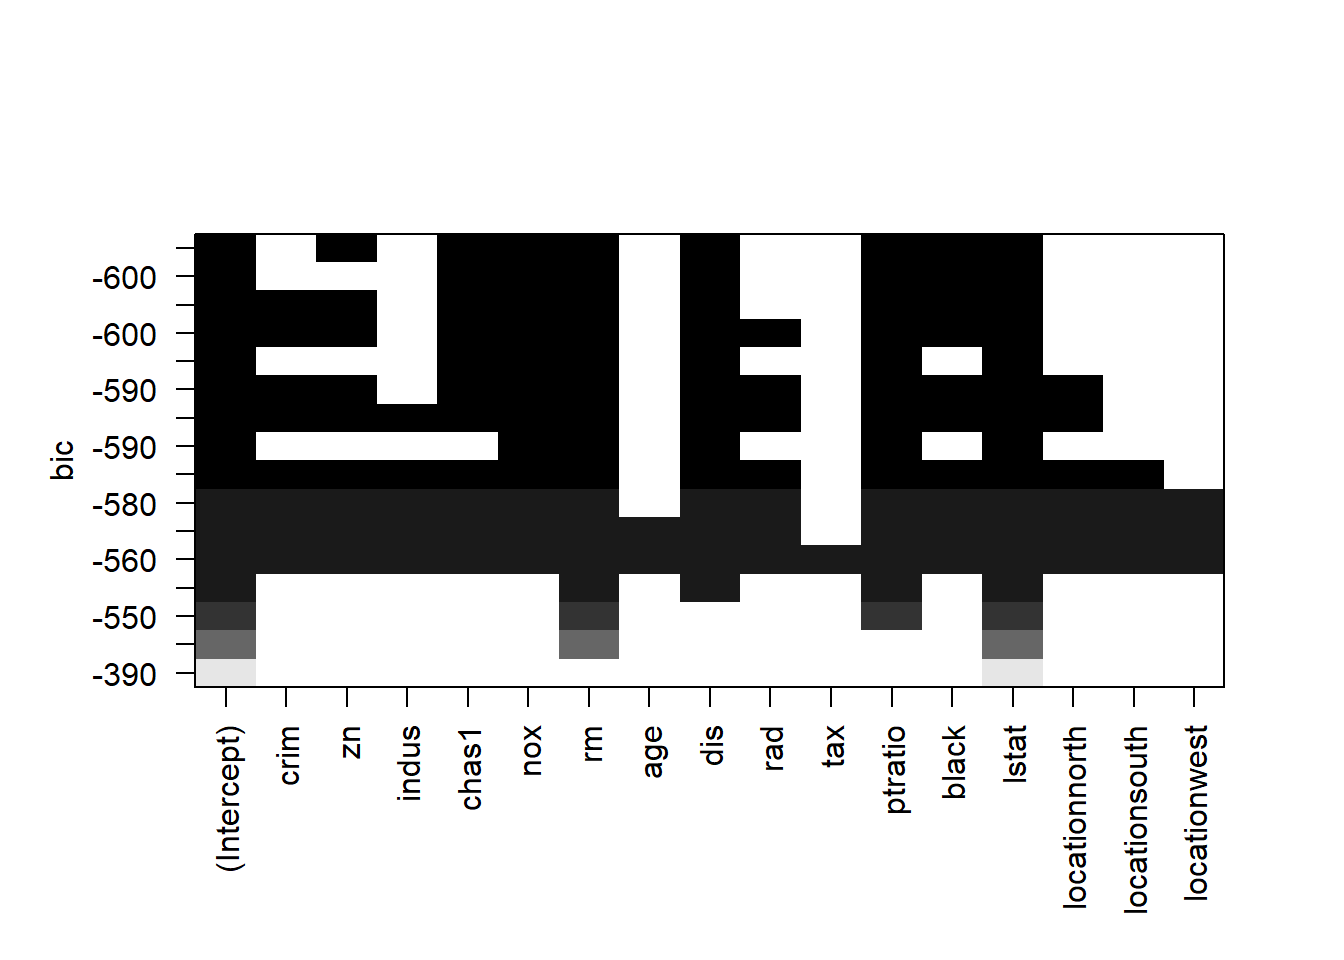 bic
-600
-600
-590
-590
-580
-560
-550
-390
(Intercept)
crim
zn
indus
chas1
nox
rm
age
dis
rad
tax
ptratio
black
lstat
locationnorth
locationsouth
locationwest